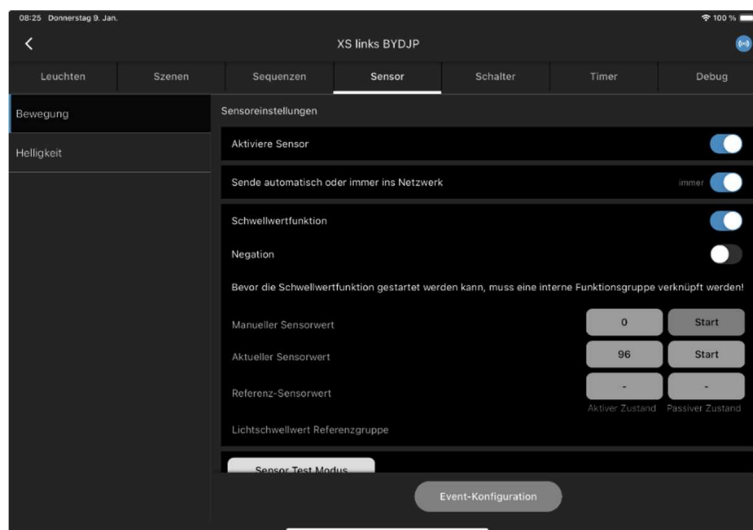 08:25 Donnerstag 9. Jan.
100 %
XS links BYDJP
Leuchten Szenen Sequenzen Sensor Schalter Timer Debug
Bewegung
Helligkeit
Sensoreinstellungen
Aktiviere Sensor
Sende automatisch oder immer ins Netzwerk immer
Schwellwertfunktion
Negation
Bevor die Schwellwertfunktion gestartet werden kann, muss eine interne Funktionsgruppe verknüpft werden!
Manueller Sensorwert 0 Start
Aktueller Sensorwert 96 Start
Referenz-Sensorwert - -
Aktiver Zustand Passiver Zustand
Lichtschwellwert Referenzgruppe
Sensor Test Modus
Event-Konfiguration